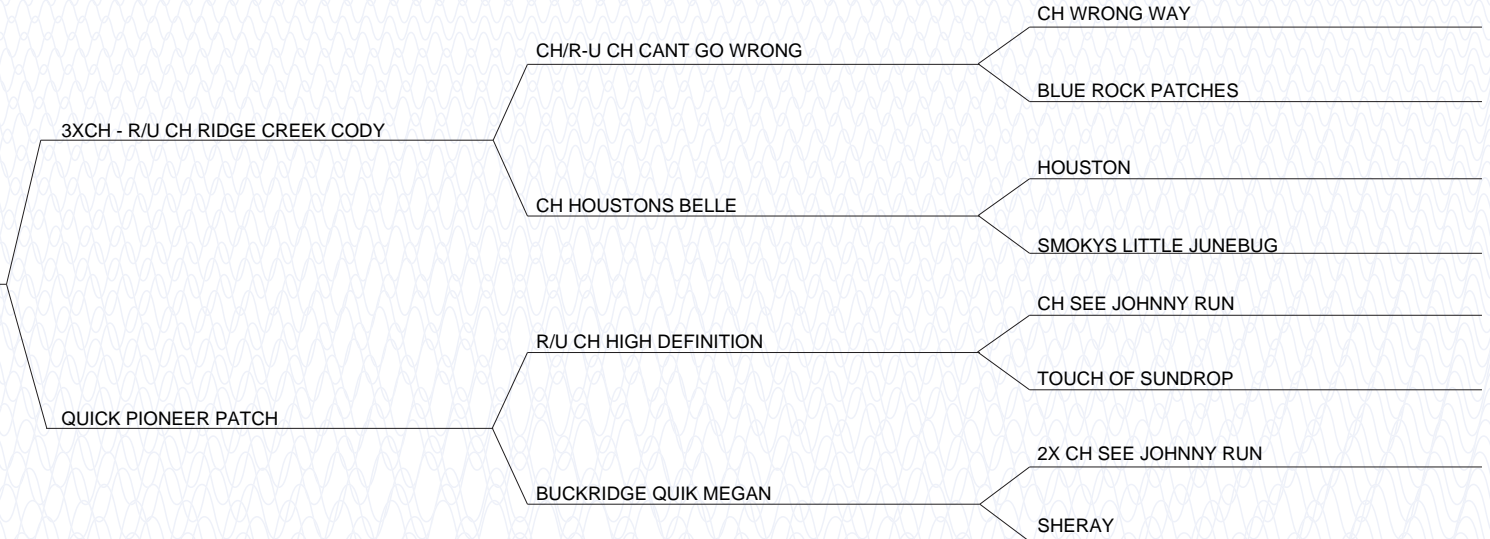 CH WRONG WAY
CH/R-U CH CANT GO WRONG
BLUE ROCK PATCHES
3XCH - R/U CH RIDGE CREEK CODY
HOUSTON
CH HOUSTONS BELLE
SMOKYS LITTLE JUNEBUG
CH SEE JOHNNY RUN
R/U CH HIGH DEFINITION
TOUCH OF SUNDROP
QUICK PIONEER PATCH
2X CH SEE JOHNNY RUN
BUCKRIDGE QUIK MEGAN
SHERAY